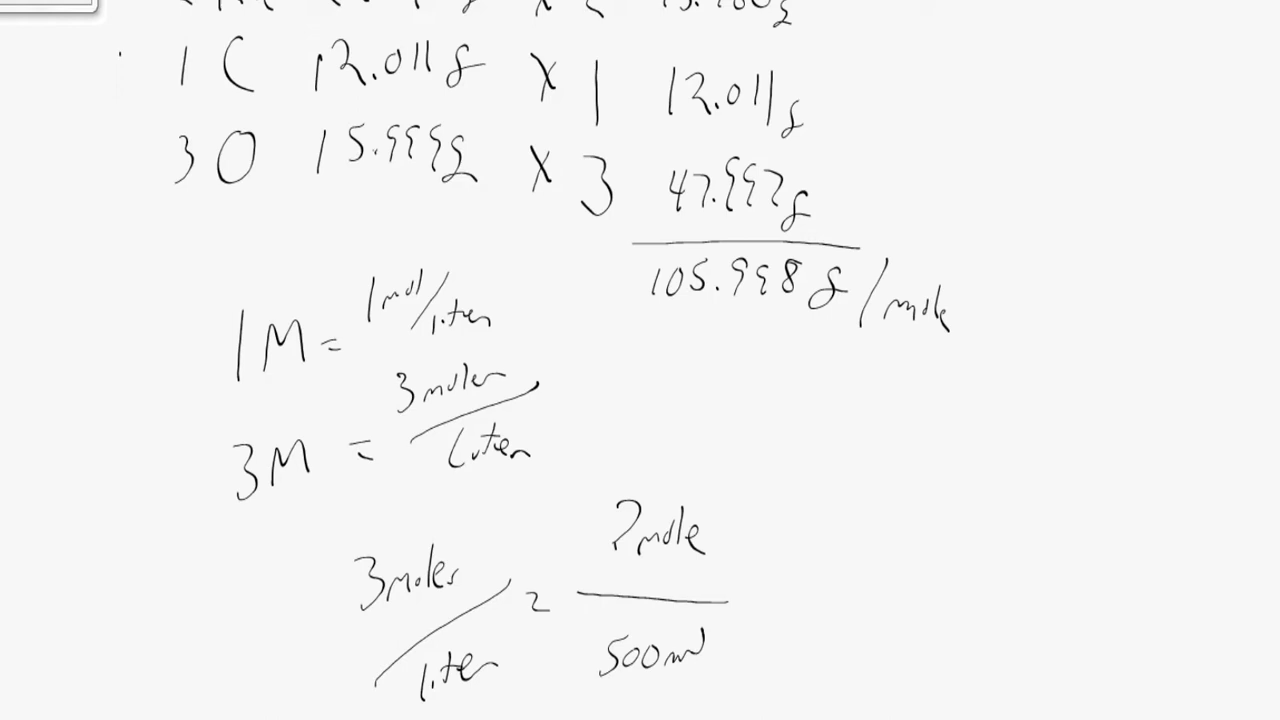 1 C 12.011g x 1 12.011g
3 O 15.999g x 3 47.997g
105.998g/mole
1M = 1mol/liter
3M = 3moles/Liter
3moles/liter = ?mole/500ml